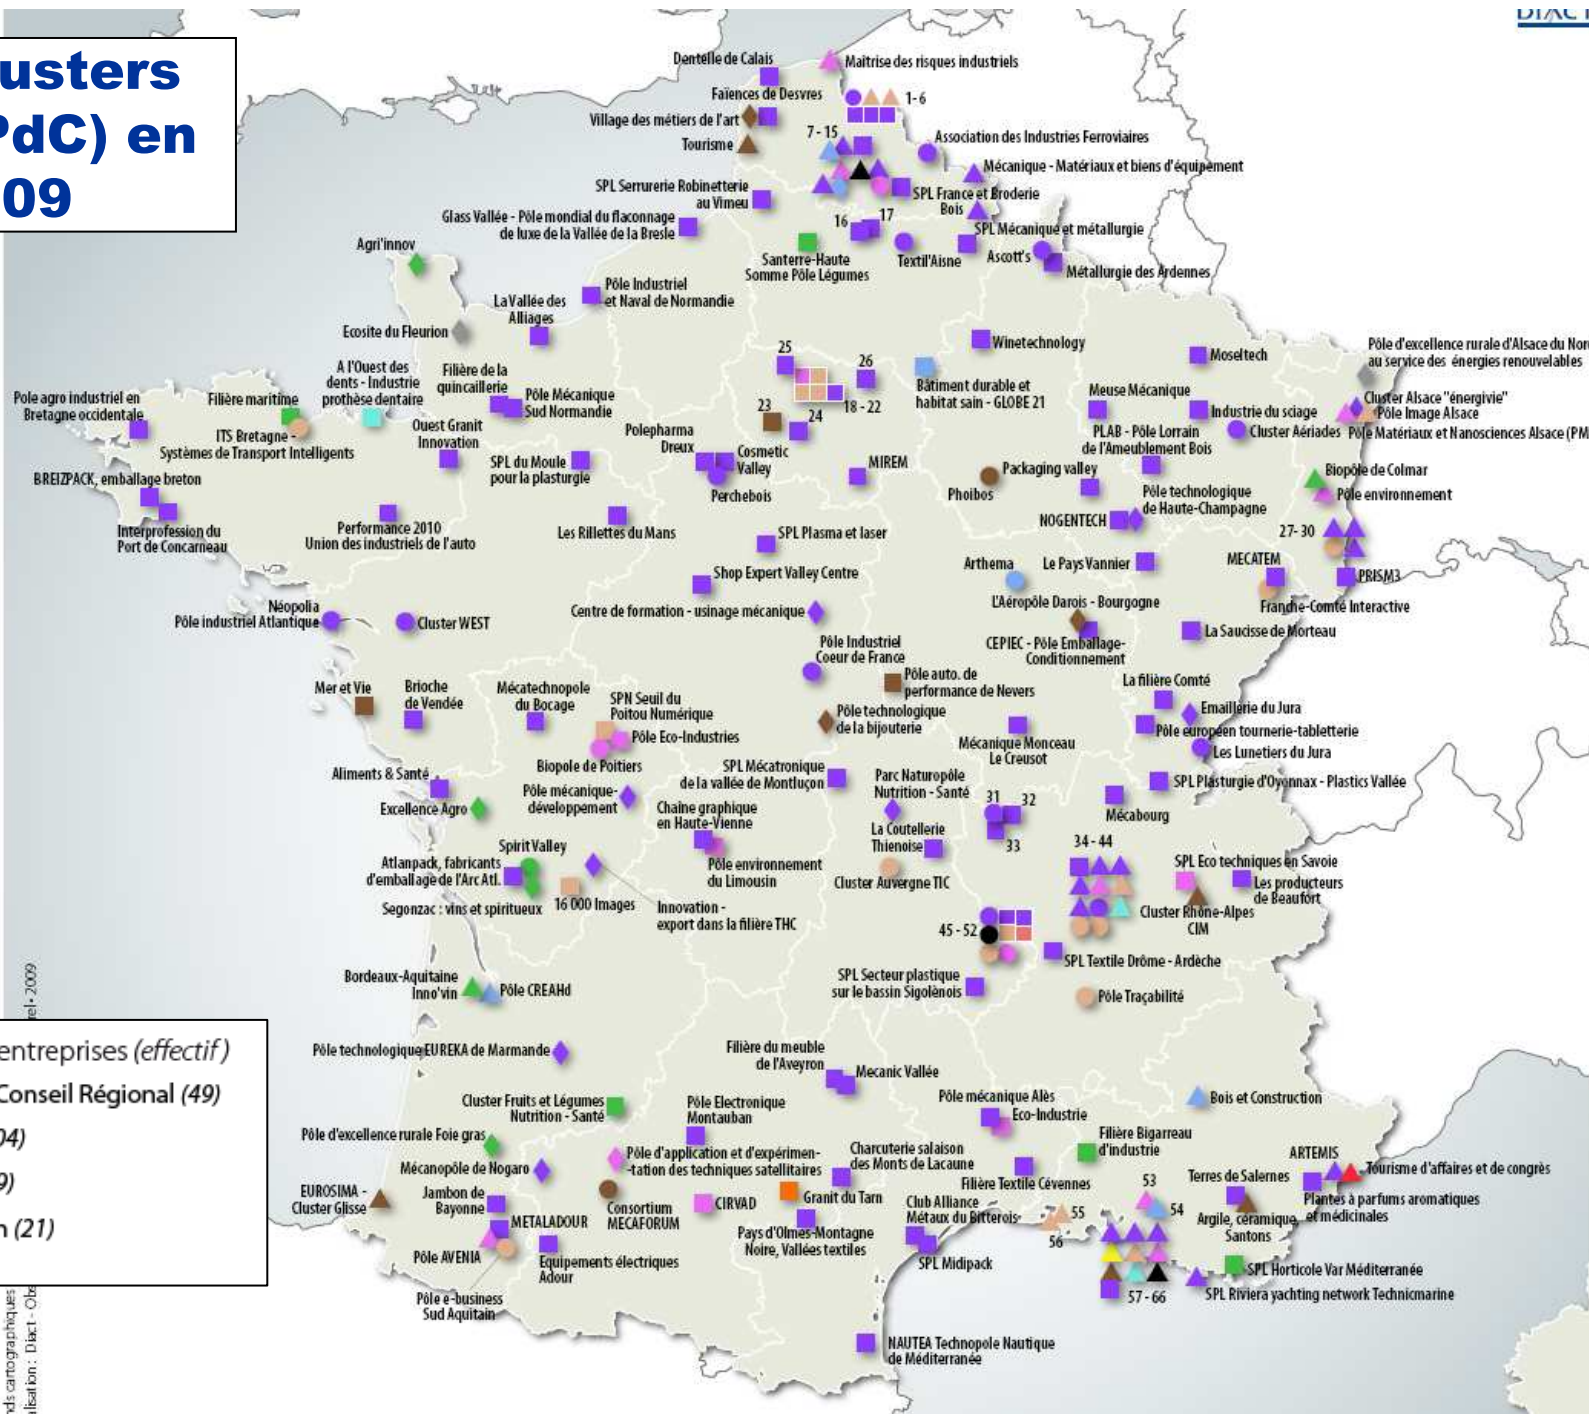 usters
PdC) en
09
Dentelle de Calais
Maîtrise des risques industriels
Faïences de Desvres
1-6
Village des métiers de l'art
7 - 15
Association des Industries Ferroviaires
Tourisme
Mécanique - Matériaux et biens d'équipement
SPL Serrurerie Robinetterie
au Vimeu
SPL France et Broderie
Bois
Glass Vallée - Pôle mondial du flaconnage
de luxe de la Vallée de la Bresle
16
17
SPL Mécanique et métallurgie
Agri'innov
Santerre-Haute
Somme Pôle Légumes
Textil'Aisne
Ascott's
Métallurgie des Ardennes
Pôle Industriel
et Naval de Normandie
La Vallée des
Alliages
Ecosite du Fleurion
25
26
Winetechnology
Moseltech
Pôle d'excellence rurale d'Alsace du Nor
au service des énergies renouvelables
A l'Ouest des
dents - Industrie
prothèse dentaire
Filière de la
quincaillerie
Pôle Mécanique
Sud Normandie
Bâtiment durable et
habitat sain - GLOBE 21
Meuse Mécanique
Cluster Alsace "énergivie"
Pôle Image Alsace
Pole agro industriel en
Bretagne occidentale
Filière maritime
23
24
18 - 22
Industrie du sciage
ITS Bretagne -
Systèmes de Transport Intelligents
Ouest Granit
Innovation
Polepharma
Dreux
Cosmetic
Valley
Perchebois
PLAB - Pôle Lorrain
de l'Ameublement Bois
Cluster Aériades
Pôle Matériaux et Nanosciences Alsace (PM
BREIZPACK, emballage breton
SPL du Moule
pour la plasturgie
MIREM
Phoibos
Packaging valley
Pôle technologique
de Haute-Champagne
Biopôle de Colmar
Pôle environnement
Interprofession du
Port de Concarneau
Performance 2010
Union des industriels de l'auto
Les Rillettes du Mans
SPL Plasma et laser
NOGENTECH
27- 30
Shop Expert Valley Centre
Arthema
Le Pays Vannier
MECATEM
PRISM3
Franche-Comté Interactive
Néopolia
Pôle industriel Atlantique
Cluster WEST
Centre de formation - usinage mécanique
L'Aéropôle Darois - Bourgogne
CEPIEC - Pôle Emballage-
Conditionnement
La Saucisse de Morteau
Pôle Industriel
Coeur de France
Mer et Vie
Brioche
de Vendée
Mécatechnopole
du Bocage
SPN Seuil du
Poitou Numérique
Pôle Eco-Industries
Biopole de Poitiers
Pôle auto. de
performance de Nevers
Pôle technologique
de la bijouterie
La filière Comté
Emaillerie du Jura
Pôle européen tournerie-tabletterie
Les Lunetiers du Jura
Mécanique Monceau
Le Creusot
Aliments & Santé
Excellence Agro
Pôle mécanique-
développement
SPL Mécatronique
de la vallée de Montluçon
Parc Naturopôle
Nutrition - Santé
SPL Plasturgie d'Oyonnax - Plastics Vallée
Mécabourg
Chaîne graphique
en Haute-Vienne
31
32
33
34 - 44
La Coutellerie
Thienoise
Spirit Valley
Atlanpack, fabricants
d'emballage de l'Arc Atl.
Segonzac : vins et spiritueux
16 000 Images
Pôle environnement
du Limousin
Cluster Auvergne TIC
SPL Eco techniques en Savoie
Les producteurs
de Beaufort
Innovation -
export dans la filière THC
Cluster Rhône-Alpes
CIM
45 - 52
SPL Textile Drôme - Ardèche
Bordeaux-Aquitaine
Inno'vin
Pôle CREAHd
SPL Secteur plastique
sur le bassin Sigolènois
Pôle Traçabilité
entreprises (effectif)
Conseil Régional (49)
04)
9)
n (21)
Pôle technologique EUREKA de Marmande
Filière du meuble
de l'Aveyron
Mecanic Vallée
Cluster Fruits et Légumes
Nutrition - Santé
Pôle Electronique
Montauban
Pôle mécanique Alès
Eco-Industrie
Bois et Construction
Pôle d'excellence rurale Foie gras
Mécanopôle de Nogaro
Pôle d'application et d'expérimen-
-tation des techniques satellitaires
Charcuterie salaison
des Monts de Lacaune
Filière Bigarreau
d'industrie
ARTEMIS
Tourisme d'affaires et de congrès
EUROSIMA -
Cluster Glisse
Jambon de
Bayonne
Consortium
MECAFORUM
CIRVAD
Granit du Tarn
Filière Textile Cévennes
53
54
Terres de Salernes
Plantes à parfums aromatiques
et médicinales
Argile, céramique,
Santons
METALADOUR
Pôle AVENIA
Equipements électriques
Adour
Pays d'Olmes-Montagne
Noire, Vallées textiles
Club Alliance
Métaux du Bitterois
55
56
SPL Midipack
57 - 66
SPL Horticole Var Méditerranée
SPL Riviera yachting network Technicmarine
Pôle e-business
Sud Aquitain
NAUTEA Technopole Nautique
de Méditerranée
rel • 2009
nds cartographiques
alisation : Diact - Obs